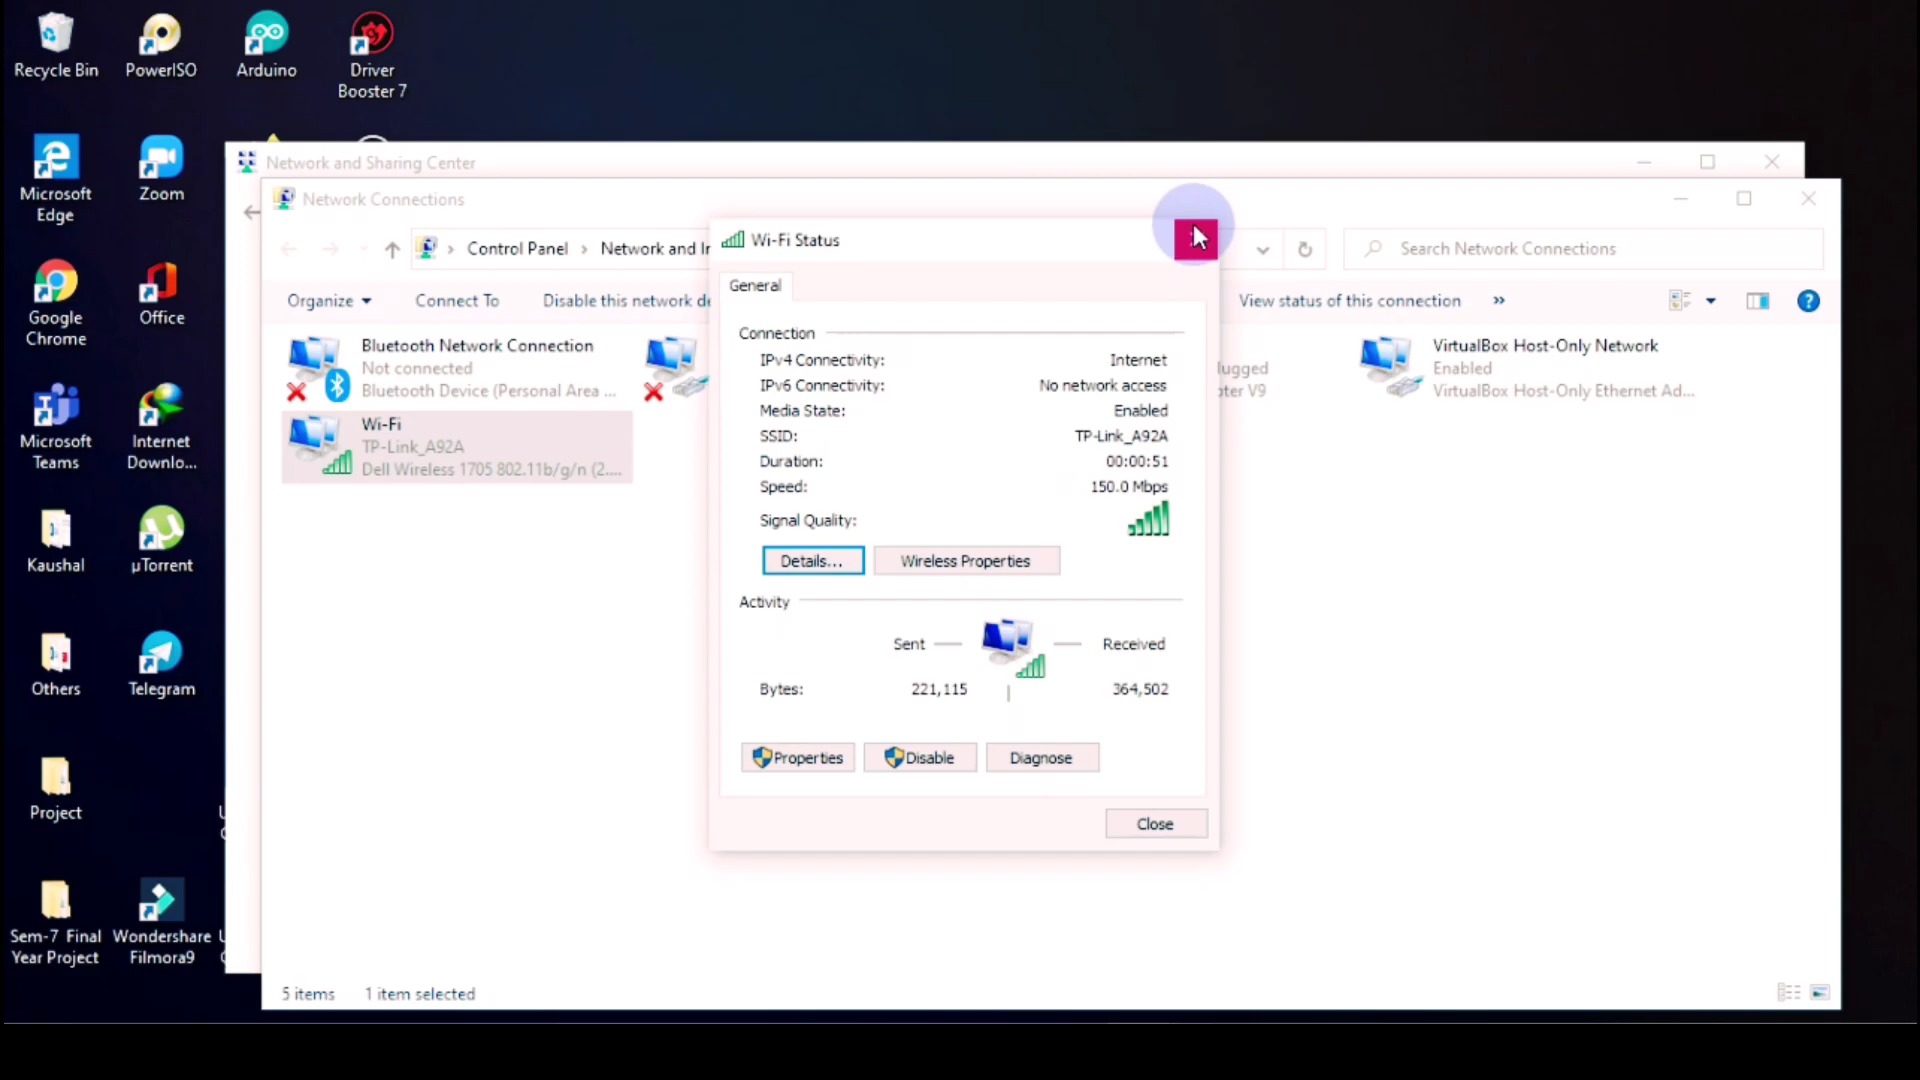 Recycle Bin
PowerISO
Arduino
Driver
Booster 7
Microsoft
Edge
Zoom
Google
Chrome
Office
Microsoft
Teams
Internet
Downlo...
Kaushal
µTorrent
Others
Telegram
Project
Sem-7 Final
Year Project
Wondershare
Filmora9
Network and Sharing Center
Network Connections
Control Panel
Network and
Search Network Connections
Organize
Connect To
Disable this network
View status of this connection
»
Bluetooth Network Connection
Not connected
Bluetooth Device (Personal Area ...
VirtualBox Host-Only Network
Enabled
VirtualBox Host-Only Ethernet Ad...
Wi-Fi
TP-Link_A92A
Dell Wireless 1705 802.11b/g/n (2....
V9
Wi-Fi Status
General
Connection
IPv4 Connectivity: Internet
IPv6 Connectivity: No network access
Media State: Enabled
SSID: TP-Link_A92A
Duration: 00:00:51
Speed: 150.0 Mbps
Signal Quality:
Details...
Wireless Properties
Activity
Sent
Received
Bytes: 221,115 364,502
Properties
Disable
Diagnose
Close
5 items
1 item selected